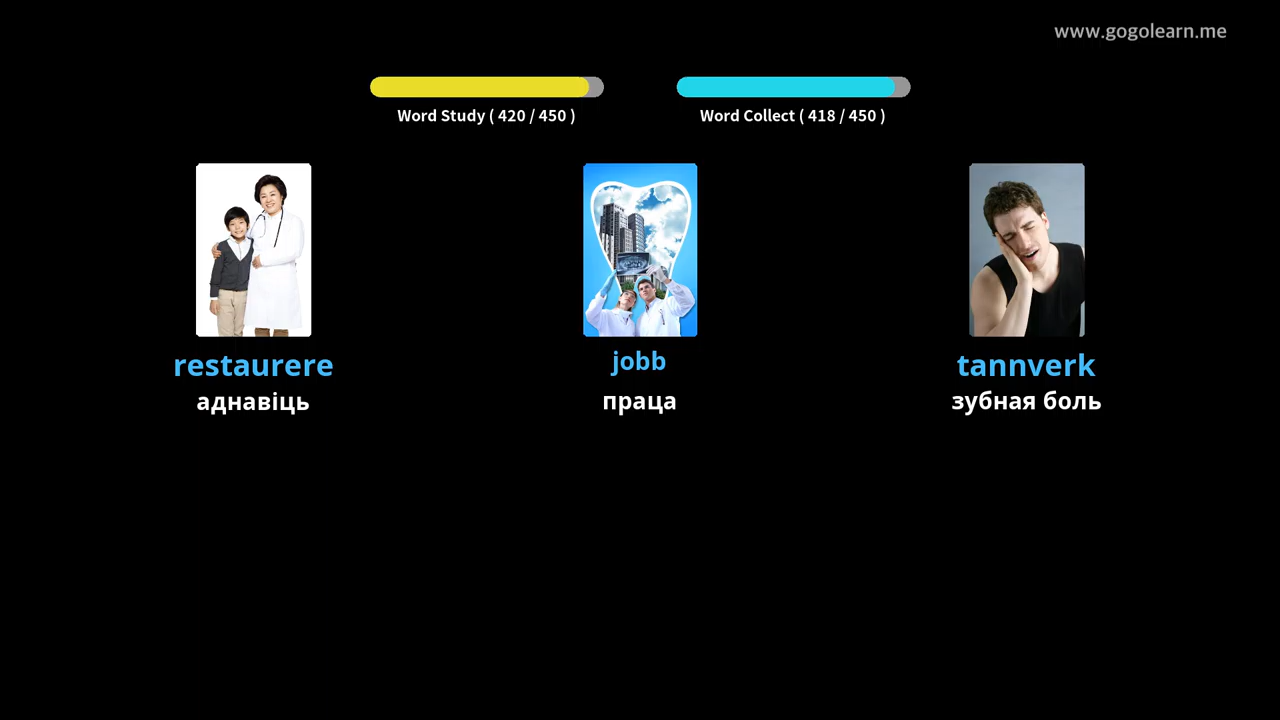 www.gogolearn.me
Word Study ( 420 / 450 )
Word Collect ( 418 / 450 )
restaurere
аднавіць
jobb
праца
tannverk
зубная боль